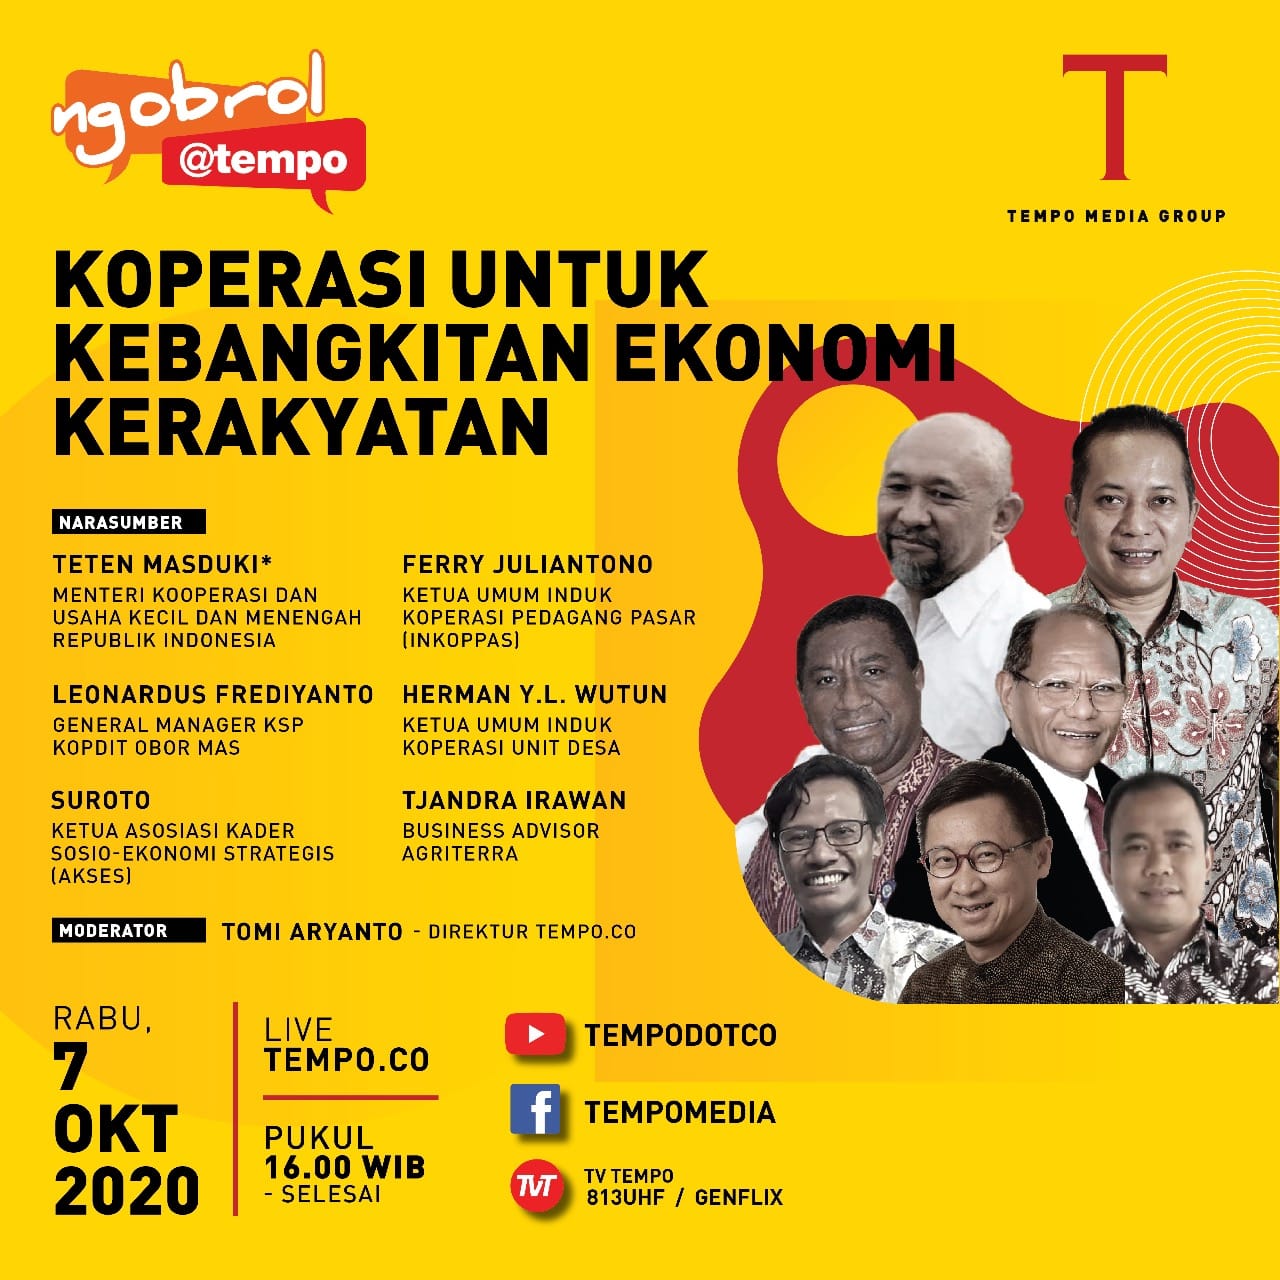 ngobrol
@tempo
T
TEMPO MEDIA GROUP
KOPERASI UNTUK
KEBANGKITAN EKONOMI
KERAKYATAN
NARASUMBER
TETEN MASDUKI*
MENTERI KOOPERASI DAN
USAHA KECIL DAN MENENGAH
REPUBLIK INDONESIA
FERRY JULIANTONO
KETUA UMUM INDUK
KOPERASI PEDAGANG PASAR
(INKOPPAS)
LEONARDUS FREDIYANTO
GENERAL MANAGER KSP
KOPDIT OBOR MAS
HERMAN Y.L. WUTUN
KETUA UMUM INDUK
KOPERASI UNIT DESA
SUROTO
KETUA ASOSIASI KADER
SOSIO-EKONOMI STRATEGIS
(AKSES)
TJANDRA IRAWAN
BUSINESS ADVISOR
AGRITERRA
MODERATOR TOMI ARYANTO - DIREKTUR TEMPO.CO
RABU,
7
OKT
2020
LIVE
TEMPO.CO
PUKUL
16.00 WIB
- SELESAI
TEMPODOTCO
f TEMPOMEDIA
TVT
TV TEMPO
813UHF / GENFLIX